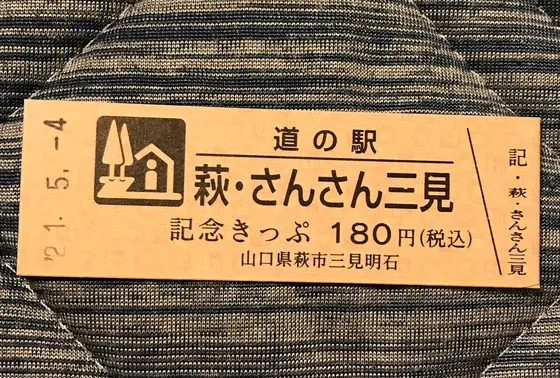 '21. 5. -4
道の駅
萩・さんさん三見
記念きっぷ 180円(税込)
山口県萩市三見明石
記・萩・さんさん三見